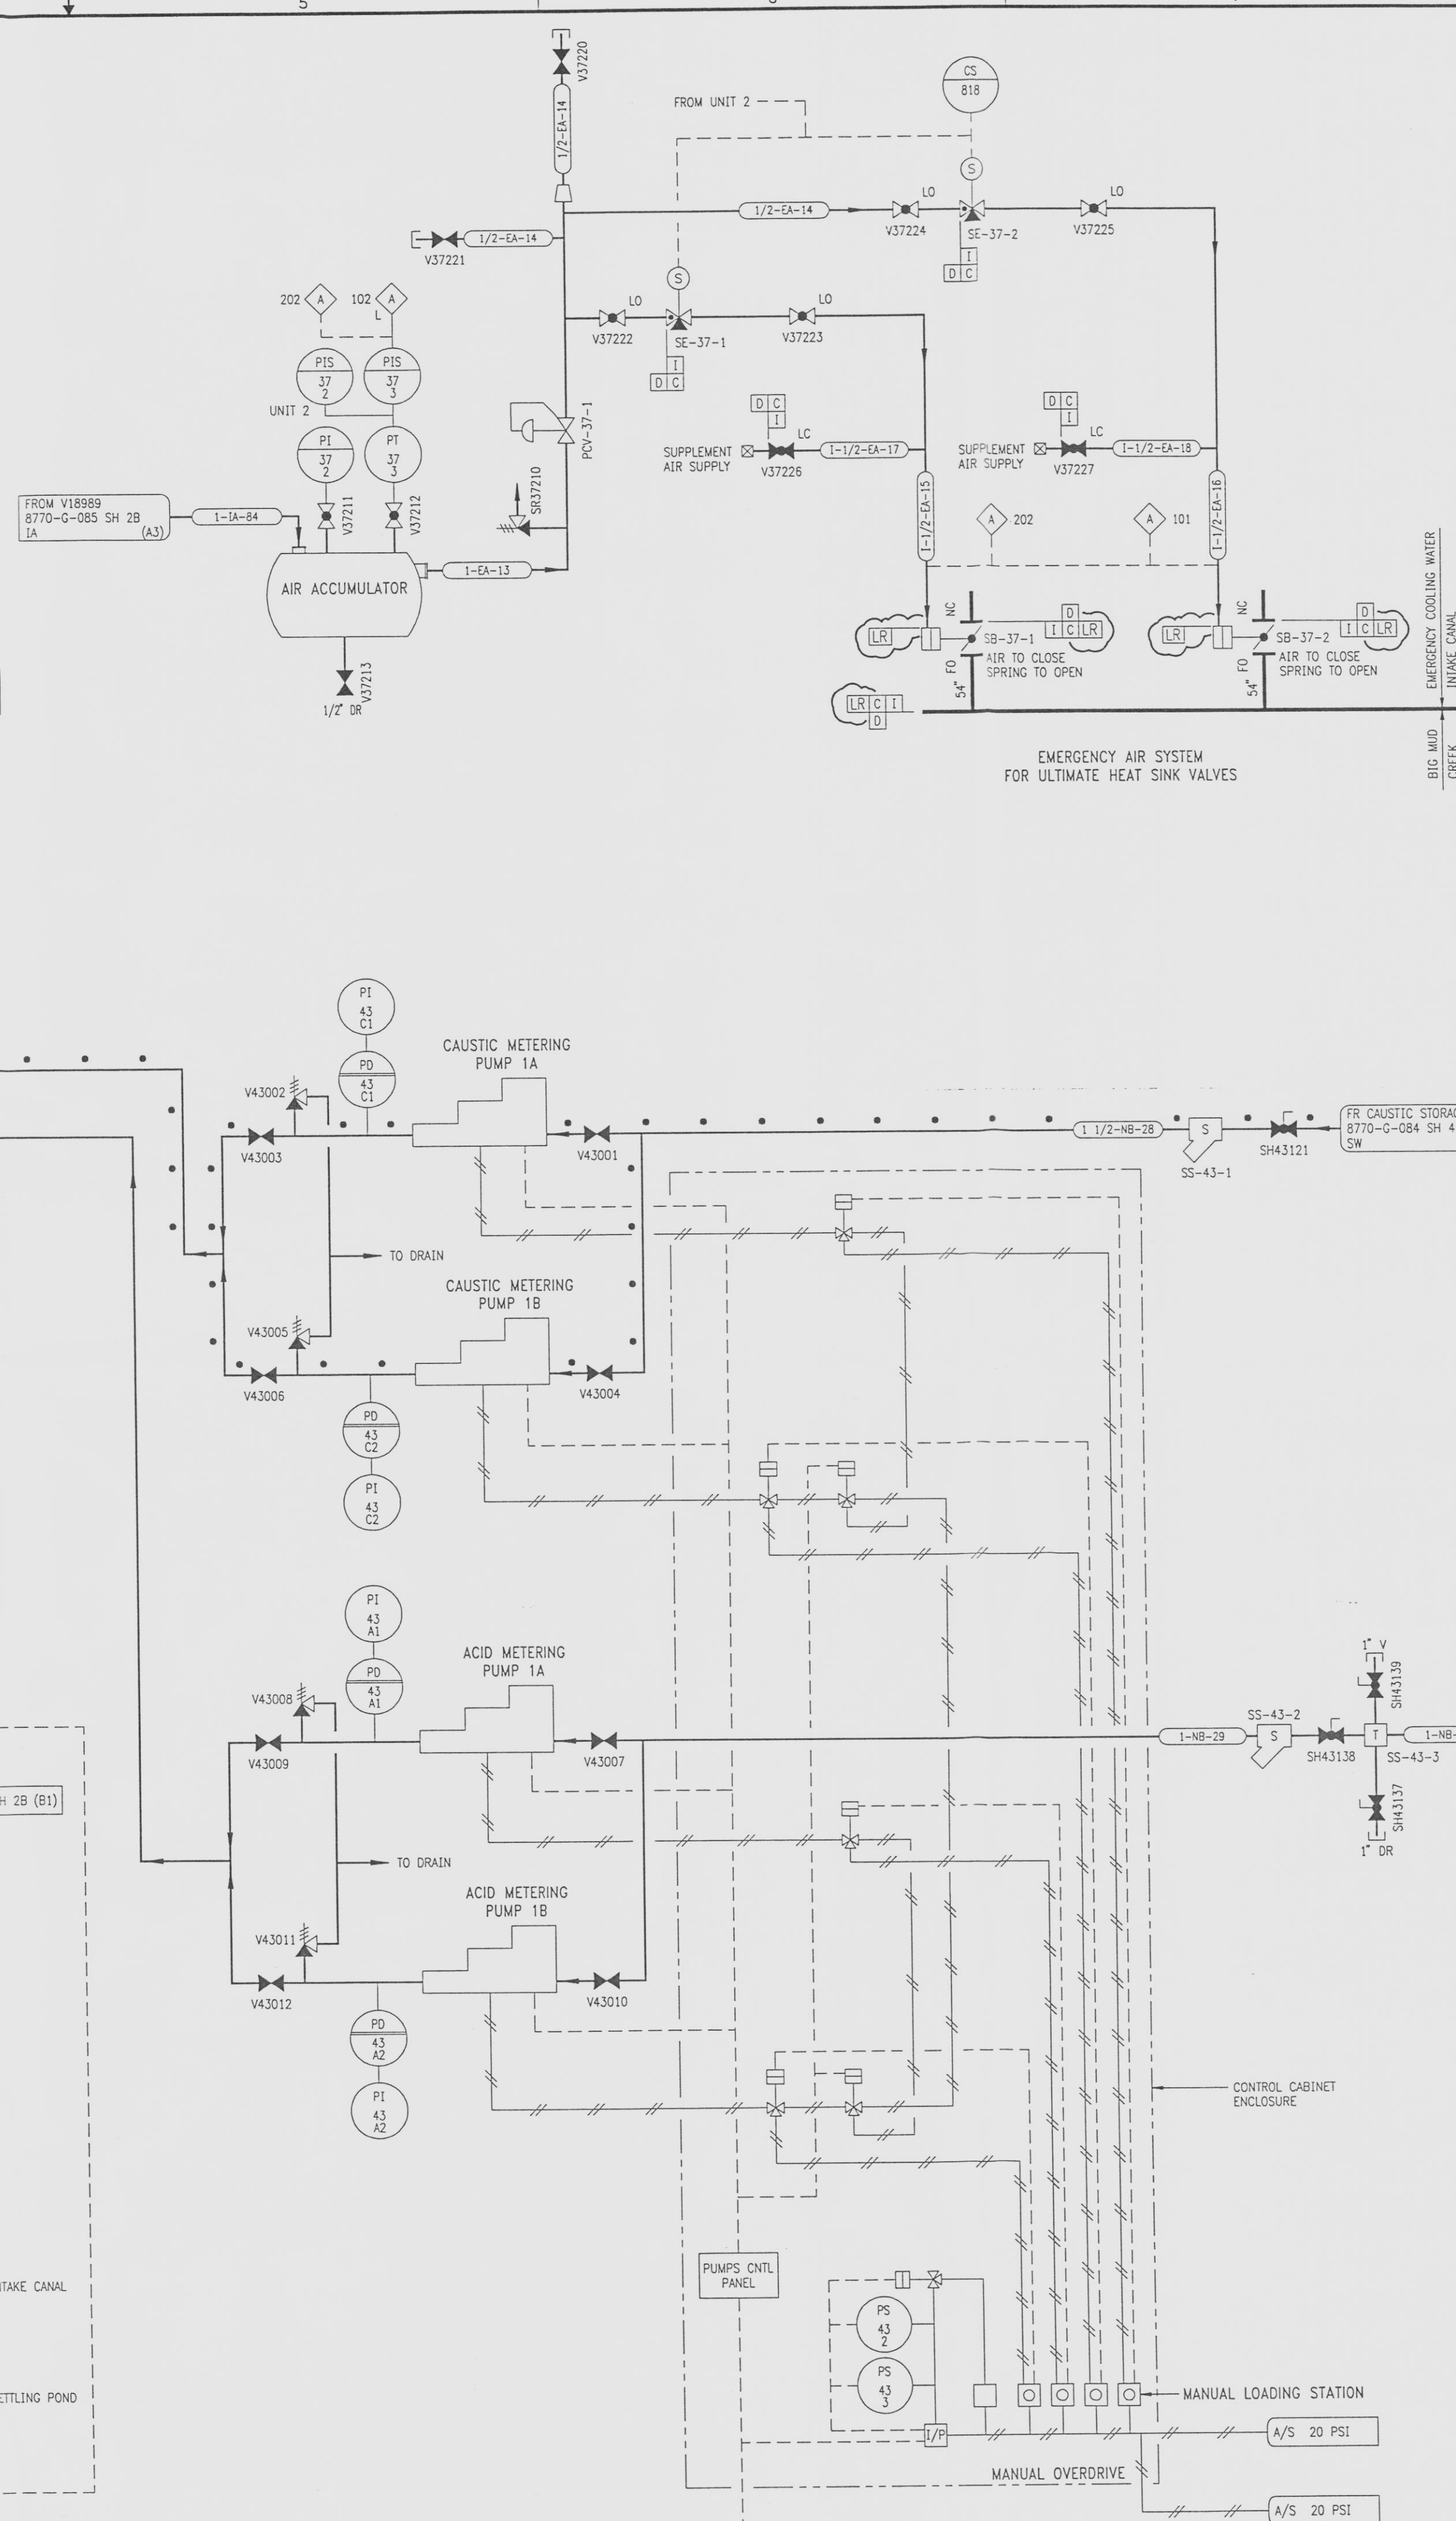 5
V37220
1/2-EA-14
CS
818
FROM UNIT 2
S
LO
LO
1/2-EA-14
V37224
SE-37-2
V37225
I
D C
1/2-EA-14
V37221
S
LO
LO
V37222
SE-37-1
V37223
I
D C
202
A
102
A
L
PIS
37
2
PIS
37
3
UNIT 2
PI
37
2
PT
37
3
V37211
V37212
PCV-37-1
SR37210
D C
I
LC
SUPPLEMENT
AIR SUPPLY
V37226
I-1/2-EA-17
D C
I
LC
SUPPLEMENT
AIR SUPPLY
V37227
I-1/2-EA-18
I-1/2-EA-15
I-1/2-EA-16
A
202
A
101
FROM V18989
8770-G-085 SH 2B
IA (A3)
1-IA-84
AIR ACCUMULATOR
1-EA-13
V37213
1/2" DR
LR
NC
SB-37-1
AIR TO CLOSE
SPRING TO OPEN
D
I C LR
FO
54"
LR
NC
SB-37-2
AIR TO CLOSE
SPRING TO OPEN
D
I C LR
FO
54"
LR C I
D
EMERGENCY COOLING WATER
INTAKE CANAL
BIG MUD
CREEK
EMERGENCY AIR SYSTEM
FOR ULTIMATE HEAT SINK VALVES
PI
43
C1
PD
43
C1
CAUSTIC METERING
PUMP 1A
V43002
V43003
V43001
1 1/2-NB-28
S
SS-43-1
SH43121
FR CAUSTIC STORAG
8770-G-084 SH 4
SW
TO DRAIN
CAUSTIC METERING
PUMP 1B
V43005
V43006
V43004
PD
43
C2
PI
43
C2
PI
43
A1
PD
43
A1
ACID METERING
PUMP 1A
V43008
V43009
V43007
1-NB-29
SS-43-2
S
SH43138
T
SS-43-3
1-NB-
1" V
SH43139
SH43137
1" DR
H 2B (B1)
TO DRAIN
ACID METERING
PUMP 1B
V43011
V43012
V43010
PD
43
A2
PI
43
A2
CONTROL CABINET
ENCLOSURE
PUMPS CNTL
PANEL
TAKE CANAL
PS
43
2
PS
43
3
ETTLING POND
MANUAL LOADING STATION
I/P
A/S 20 PSI
MANUAL OVERDRIVE
A/S 20 PSI